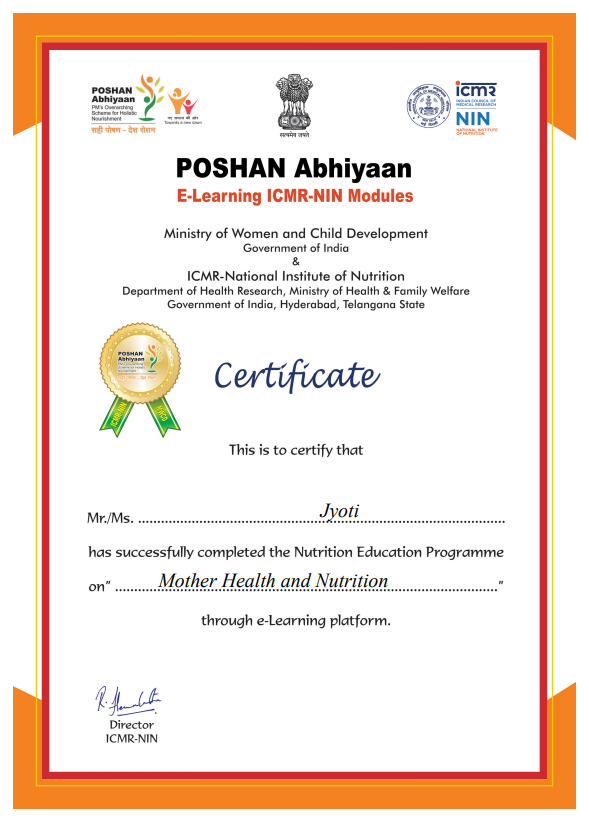 POSHAN
Abhiyaan
PM's Overarching
Scheme for Holistic
Nourishment
सही पोषण - देश रोशन
Towards a new dawn
सत्यमेव जयते
icmr
INDIAN COUNCIL OF
MEDICAL RESEARCH
NIN
NATIONAL INSTITUTE
OF NUTRITION
POSHAN Abhiyaan
E-Learning ICMR-NIN Modules
Ministry of Women and Child Development
Government of India
&
ICMR-National Institute of Nutrition
Department of Health Research, Ministry of Health & Family Welfare
Government of India, Hyderabad, Telangana State
POSHAN
Abhiyaan
ICMR-NIN
Certificate
This is to certify that
Mr./Ms. Jyoti
has successfully completed the Nutrition Education Programme
on" Mother Health and Nutrition "
through e-Learning platform.
Director
ICMR-NIN